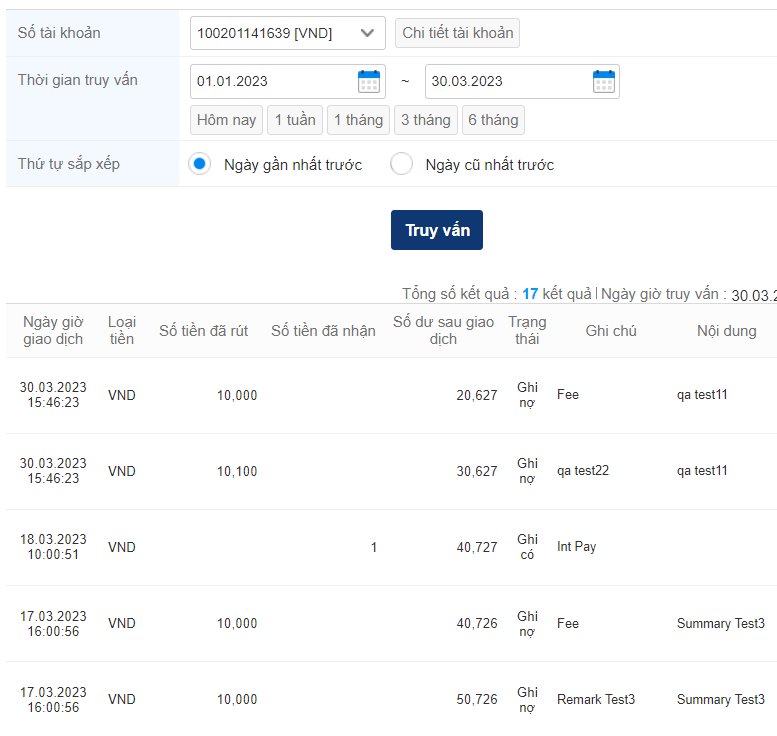 Số tài khoản 100201141639 [VND] Chi tiết tài khoản
Thời gian truy vấn 01.01.2023 ~ 30.03.2023
Hôm nay 1 tuần 1 tháng 3 tháng 6 tháng
Thứ tự sắp xếp Ngày gần nhất trước Ngày cũ nhất trước
Truy vấn
Tổng số kết quả : 17 kết quả | Ngày giờ truy vấn : 30.03.2
Ngày giờ giao dịch Loại tiền Số tiền đã rút Số tiền đã nhận Số dư sau giao dịch Trạng thái Ghi chú Nội dung
30.03.2023 15:46:23 VND 10,000 20,627 Ghi nợ Fee qa test11
30.03.2023 15:46:23 VND 10,100 30,627 Ghi nợ qa test22 qa test11
18.03.2023 10:00:51 VND 1 40,727 Ghi có Int Pay
17.03.2023 16:00:56 VND 10,000 40,726 Ghi nợ Fee Summary Test3
17.03.2023 16:00:56 VND 10,000 50,726 Ghi nợ Remark Test3 Summary Test3